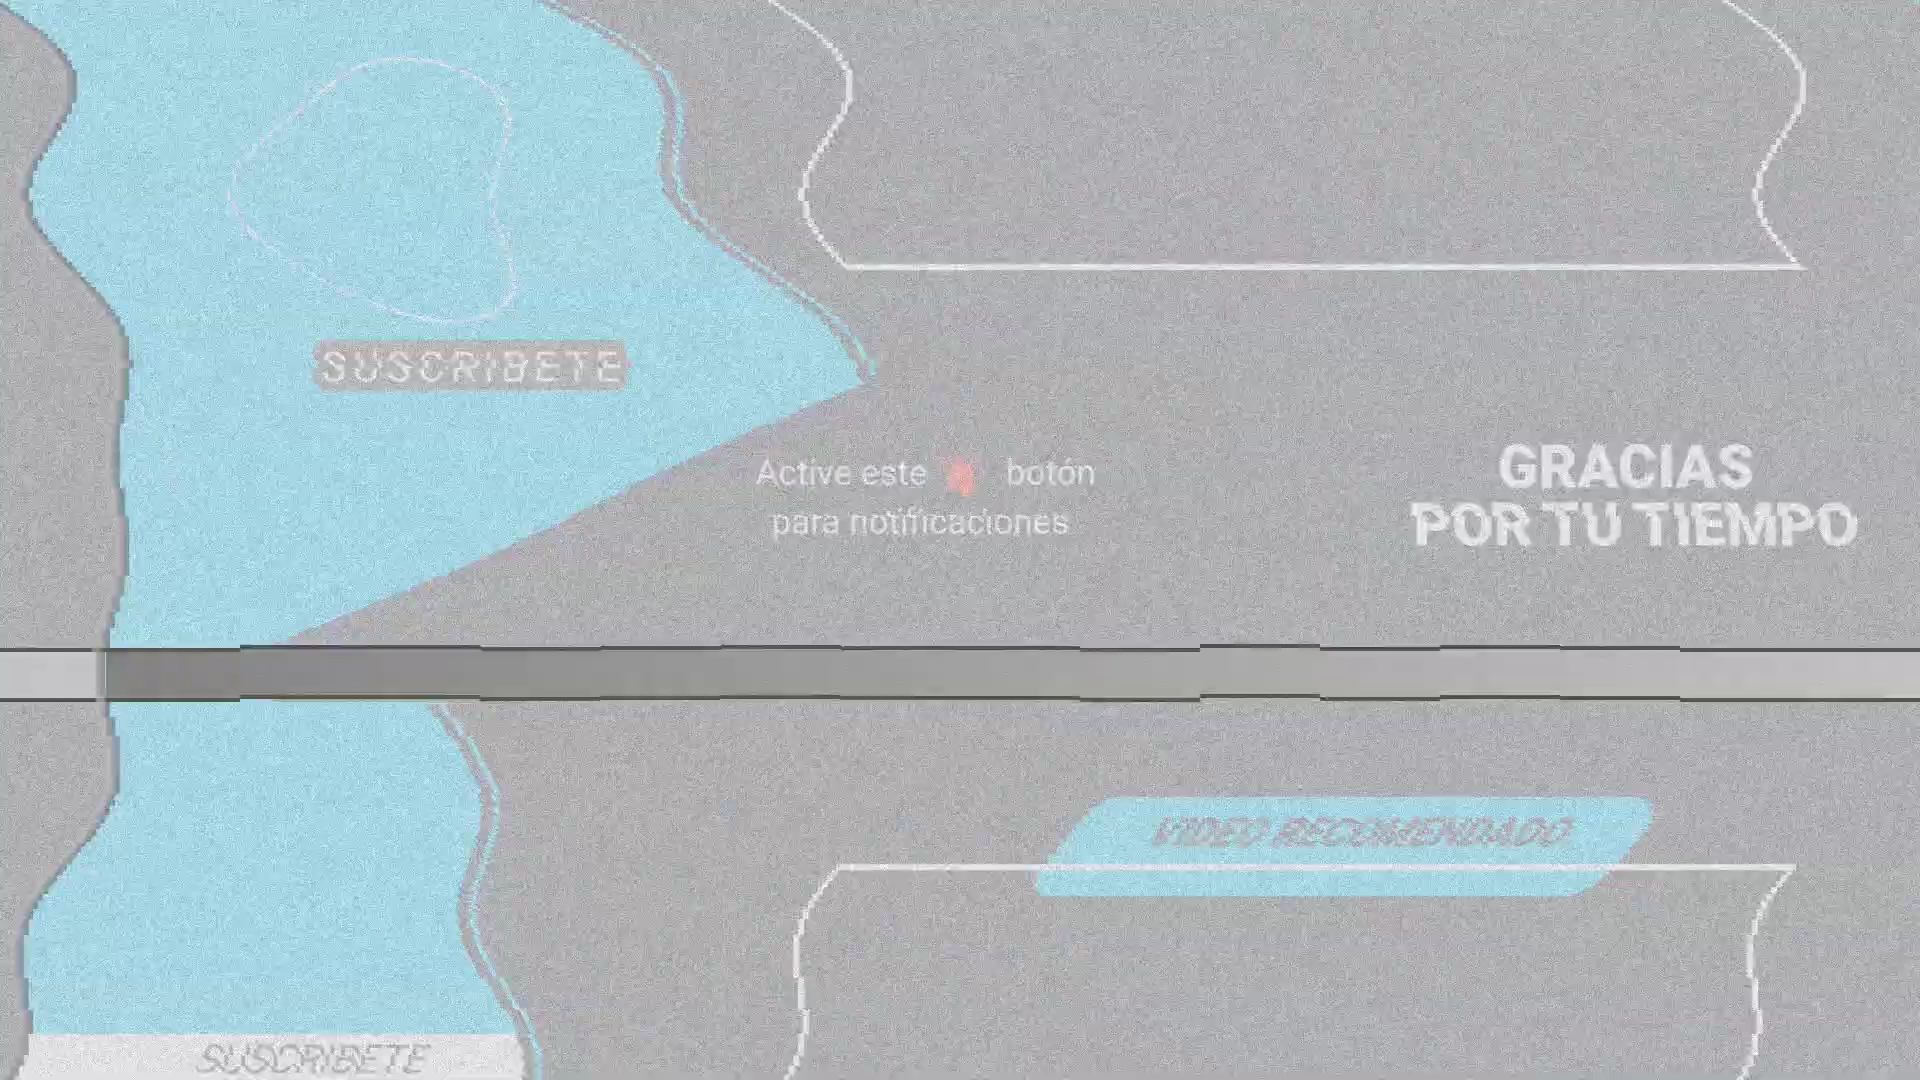 SUSCRIBETE
Active este botón
para notificaciones
GRACIAS
POR TU TIEMPO
VIDEO RECOMENDADO
SUSCRIBETE